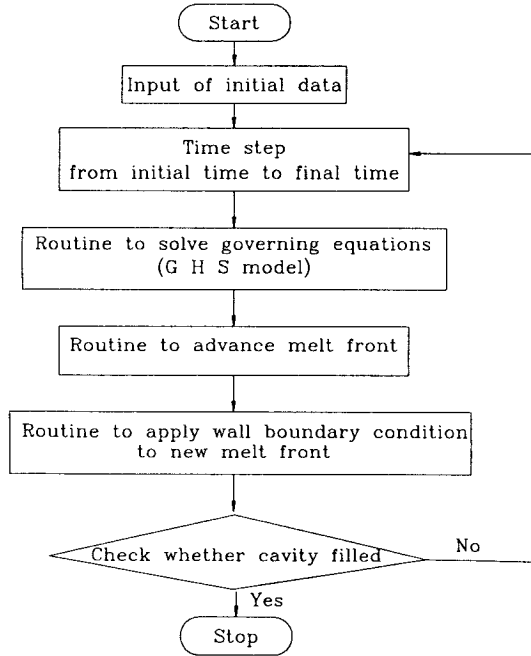 Start
Input of initial data
Time step
from initial time to final time
Routine to solve governing equations
(G H S model)
Routine to advance melt front
Routine to apply wall boundary condition
to new melt front
Check whether cavity filled
No
Yes
Stop